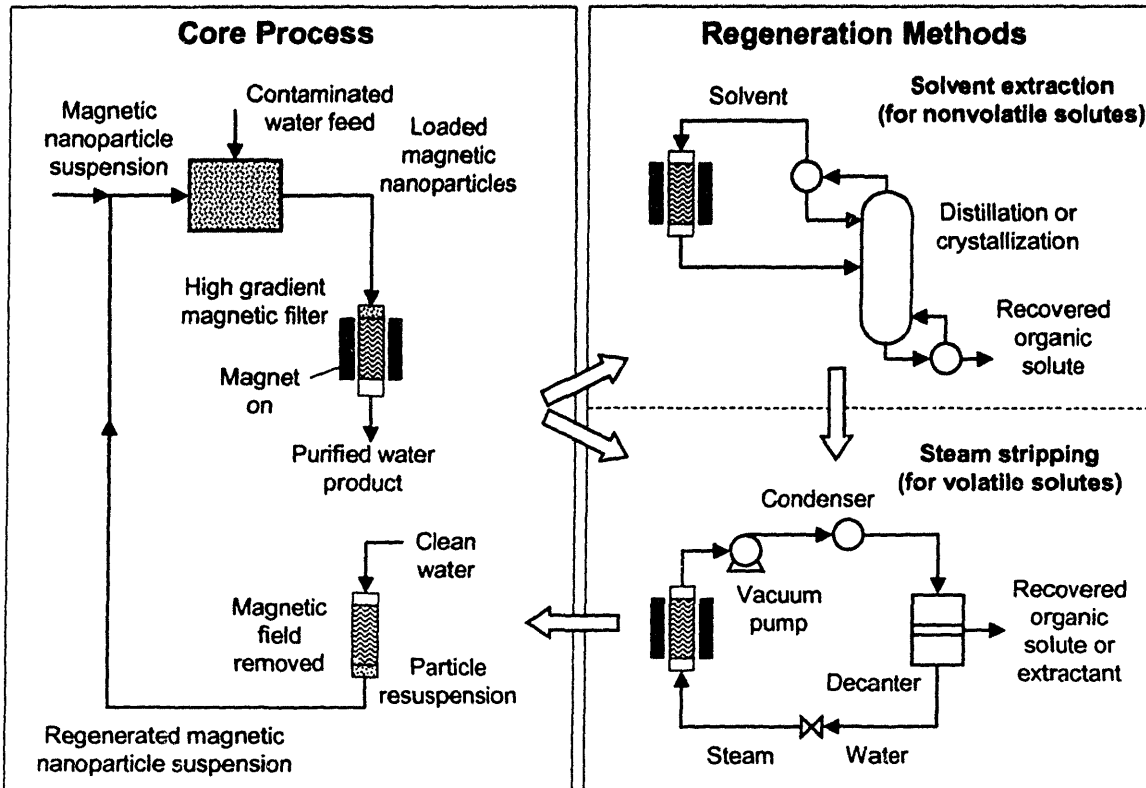 Core Process
Magnetic
nanoparticle
suspension
Contaminated
water feed
Loaded
magnetic
nanoparticles
High gradient
magnetic filter
Magnet
on
Purified water
product
Clean
water
Magnetic
field
removed
Particle
resuspension
Regenerated magnetic
nanoparticle suspension
Regeneration Methods
Solvent extraction
(for nonvolatile solutes)
Solvent
Distillation or
crystallization
Recovered
organic
solute
Steam stripping
(for volatile solutes)
Condenser
Vacuum
pump
Recovered
organic
solute or
extractant
Decanter
Steam
Water